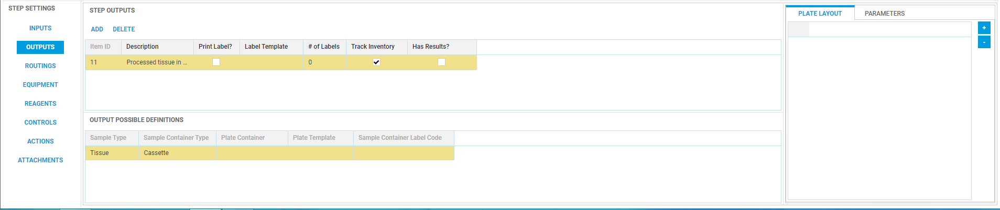 STEP SETTINGS
INPUTS
OUTPUTS
ROUTINGS
EQUIPMENT
REAGENTS
CONTROLS
ACTIONS
ATTACHMENTS
STEP OUTPUTS
ADD DELETE
Item ID Description Print Label? Label Template # of Labels Track Inventory Has Results?
11 Processed tissue in ... 0
OUTPUT POSSIBLE DEFINITIONS
Sample Type Sample Container Type Plate Container Plate Template Sample Container Label Code
Tissue Cassette
PLATE LAYOUT PARAMETERS
+
-